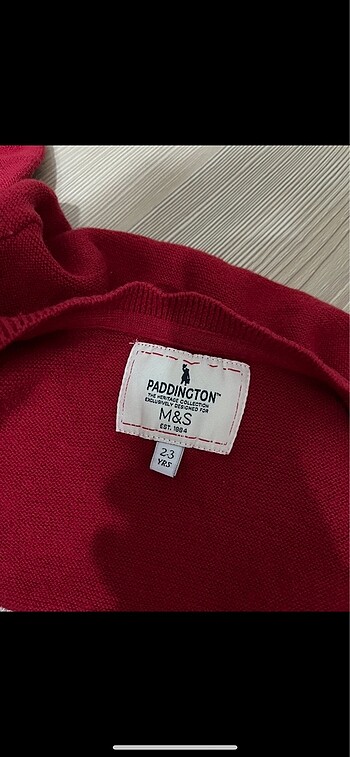 PADDINGTON™
THE HERITAGE COLLECTION
EXCLUSIVELY DESIGNED FOR
M&S
EST. 1884
2-3
YRS